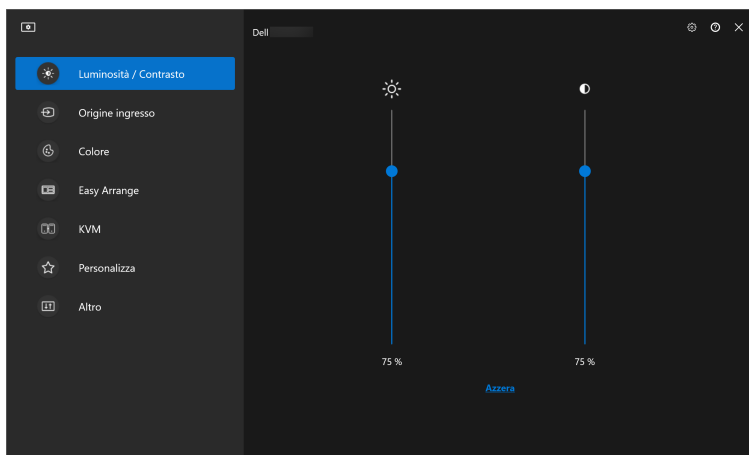 Dell
Luminosità / Contrasto
Origine ingresso
Colore
Easy Arrange
KVM
Personalizza
Altro
75 %
75 %
Azzera